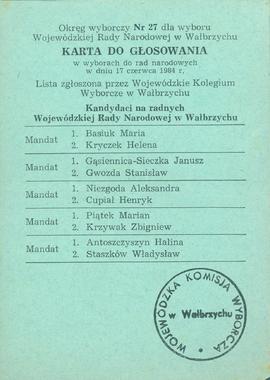 Okręg wyborczy Nr 27 dla wyboru
Wojewódzkiej Rady Narodowej w Wałbrzychu
KARTA DO GŁOSOWANIA
w wyborach do rad narodowych
w dniu 17 czerwca 1984 r.
Lista zgłoszona przez Wojewódzkie Kolegium
Wyborcze w Wałbrzychu
Kandydaci na radnych
Wojewódzkiej Rady Narodowej w Wałbrzychu
Mandat 1. Basiuk Maria
2. Kryczek Helena
Mandat 1. Gąsiennica-Sieczka Janusz
2. Gwozda Stanisław
Mandat 1. Niezgoda Aleksandra
2. Cupiał Henryk
Mandat 1. Piątek Marian
2. Krzywak Zbigniew
Mandat 1. Antoszczyszyn Halina
2. Staszków Władysław
WOJEWÓDZKA KOMISJA WYBORCZA
w Wałbrzychu